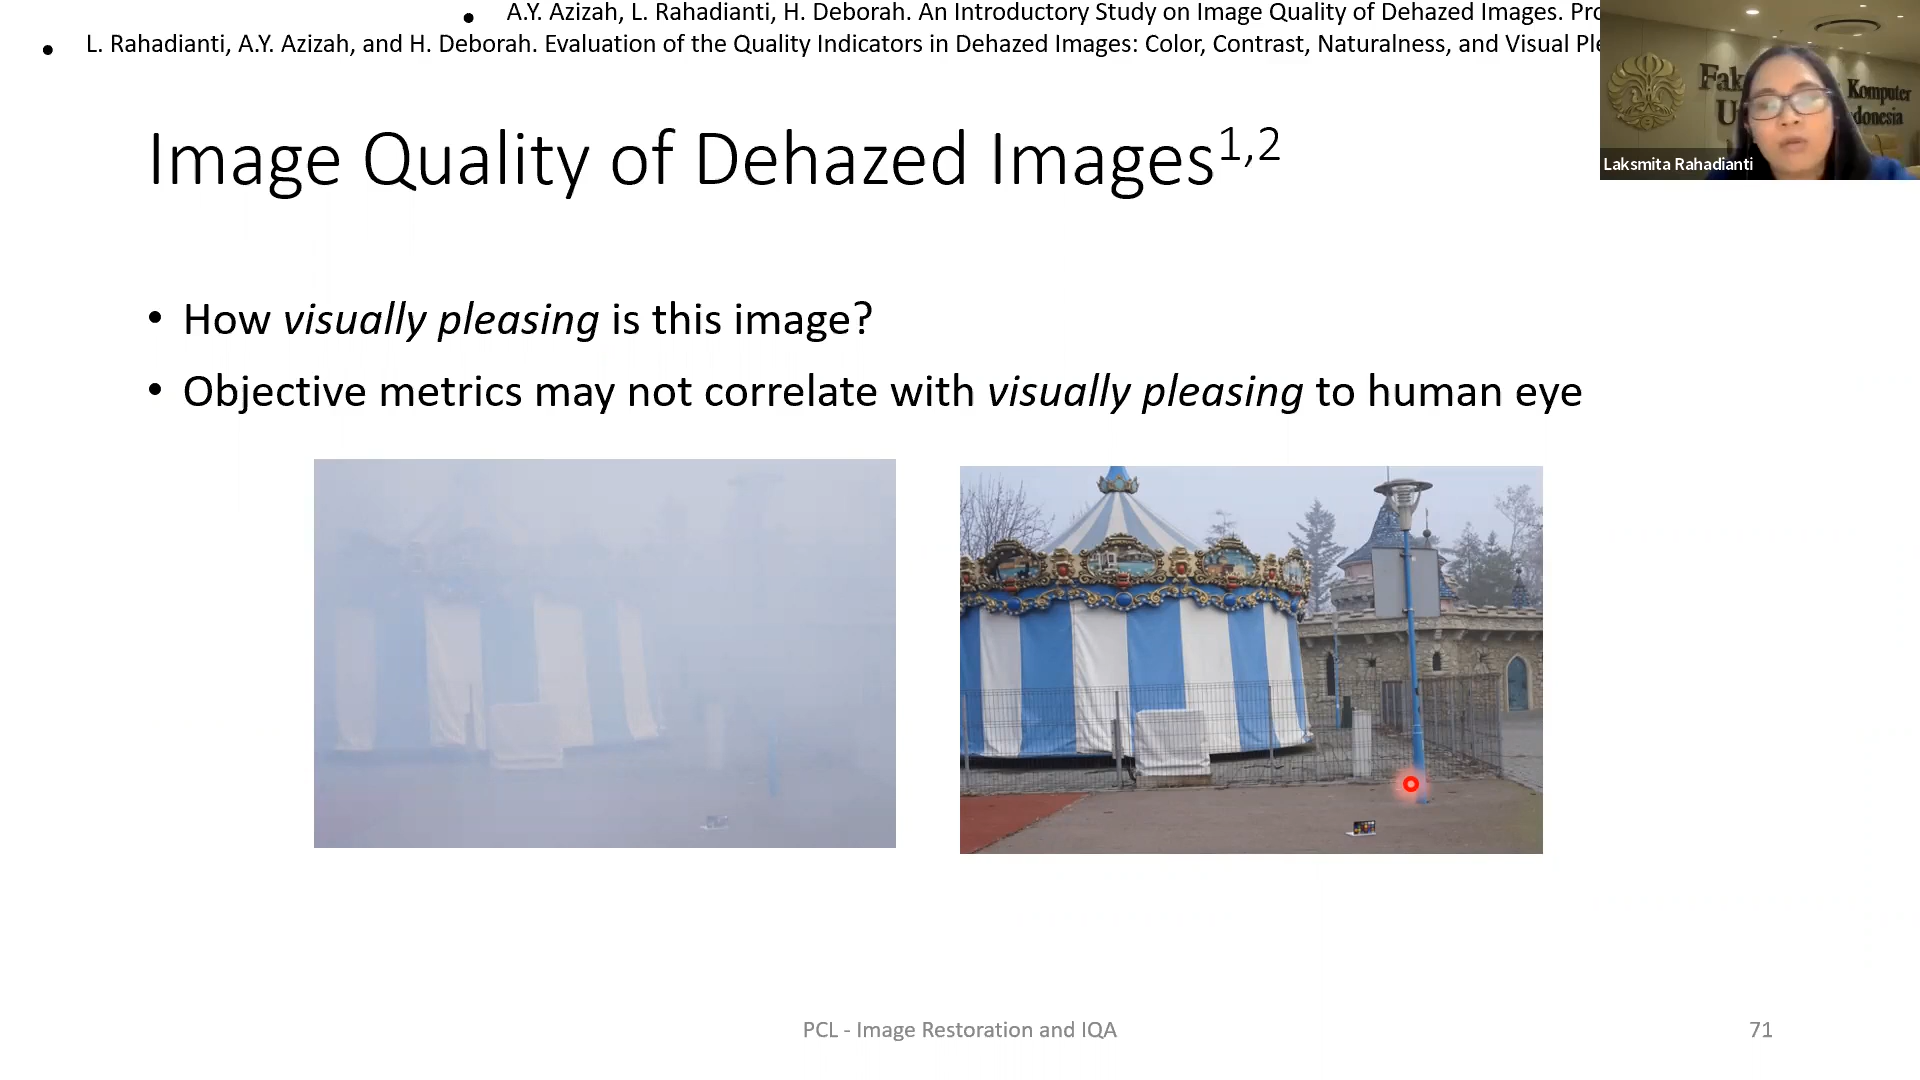 A.Y. Azizah, L. Rahadianti, H. Deborah. An Introductory Study on Image Quality of Dehazed Images.
L. Rahadianti, A.Y. Azizah, and H. Deborah. Evaluation of the Quality Indicators in Dehazed Images: Color, Contrast, Naturalness, and Visual
Komputer
Laksmita Rahadianti
Image Quality of Dehazed Images1,2
• How visually pleasing is this image?
• Objective metrics may not correlate with visually pleasing to human eye
PCL - Image Restoration and IQA
71